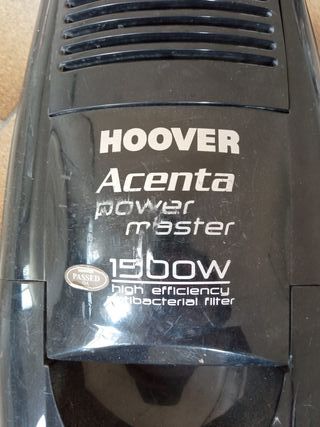 HOOVER
Acenta
power
master
1500W
PASSED
high efficiency
antibacterial filter